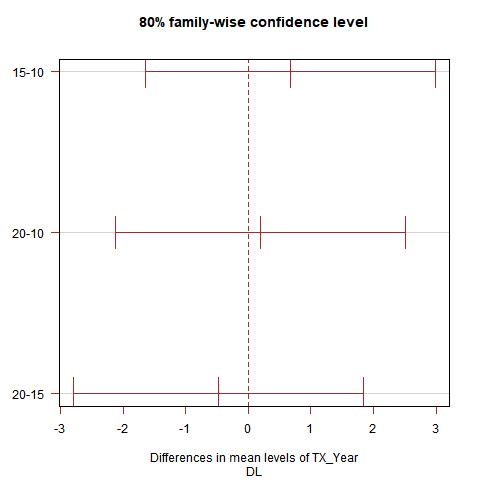 80% family-wise confidence level
15-10
20-10
20-15
-3 -2 -1 0 1 2 3
Differences in mean levels of TX_Year
DL